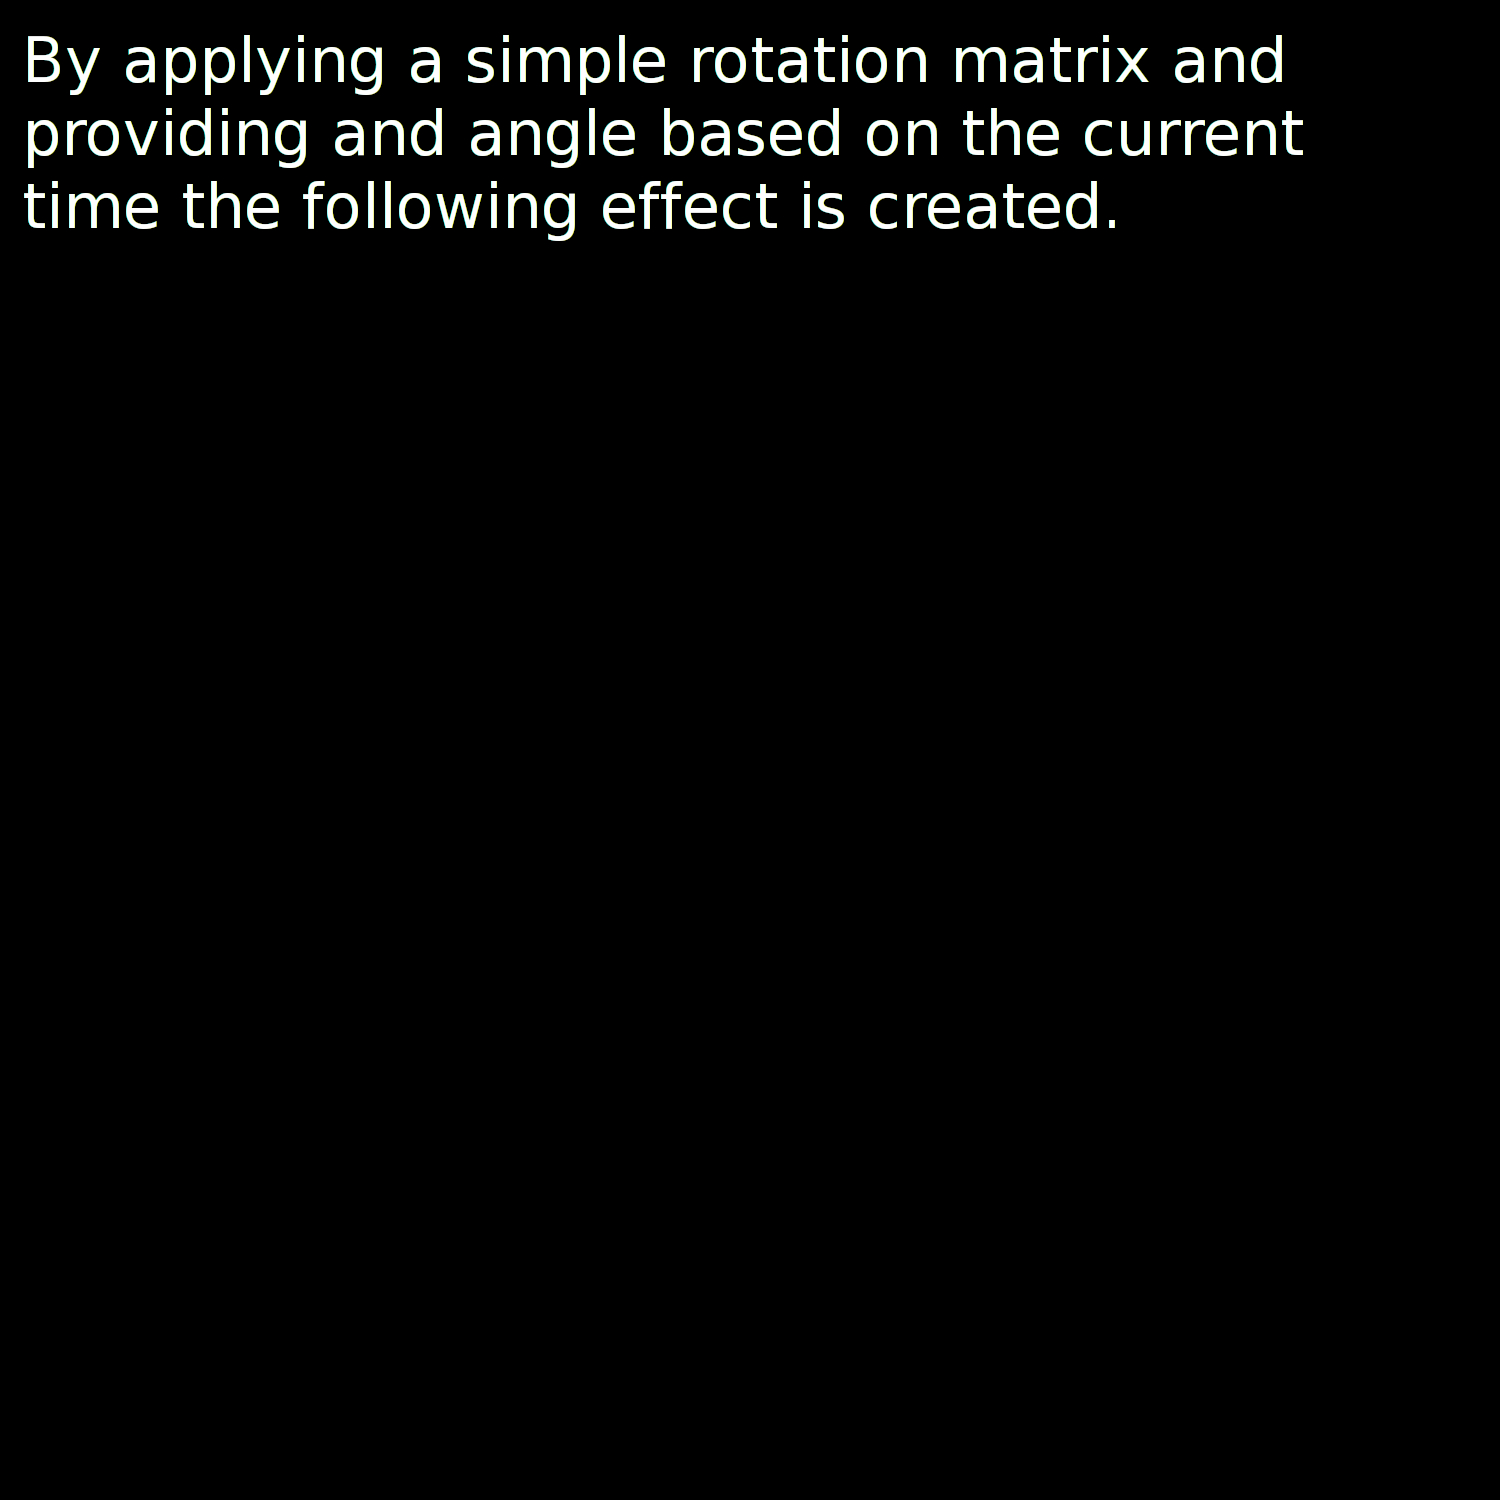 By applying a simple rotation matrix and
providing and angle based on the current
time the following effect is created.